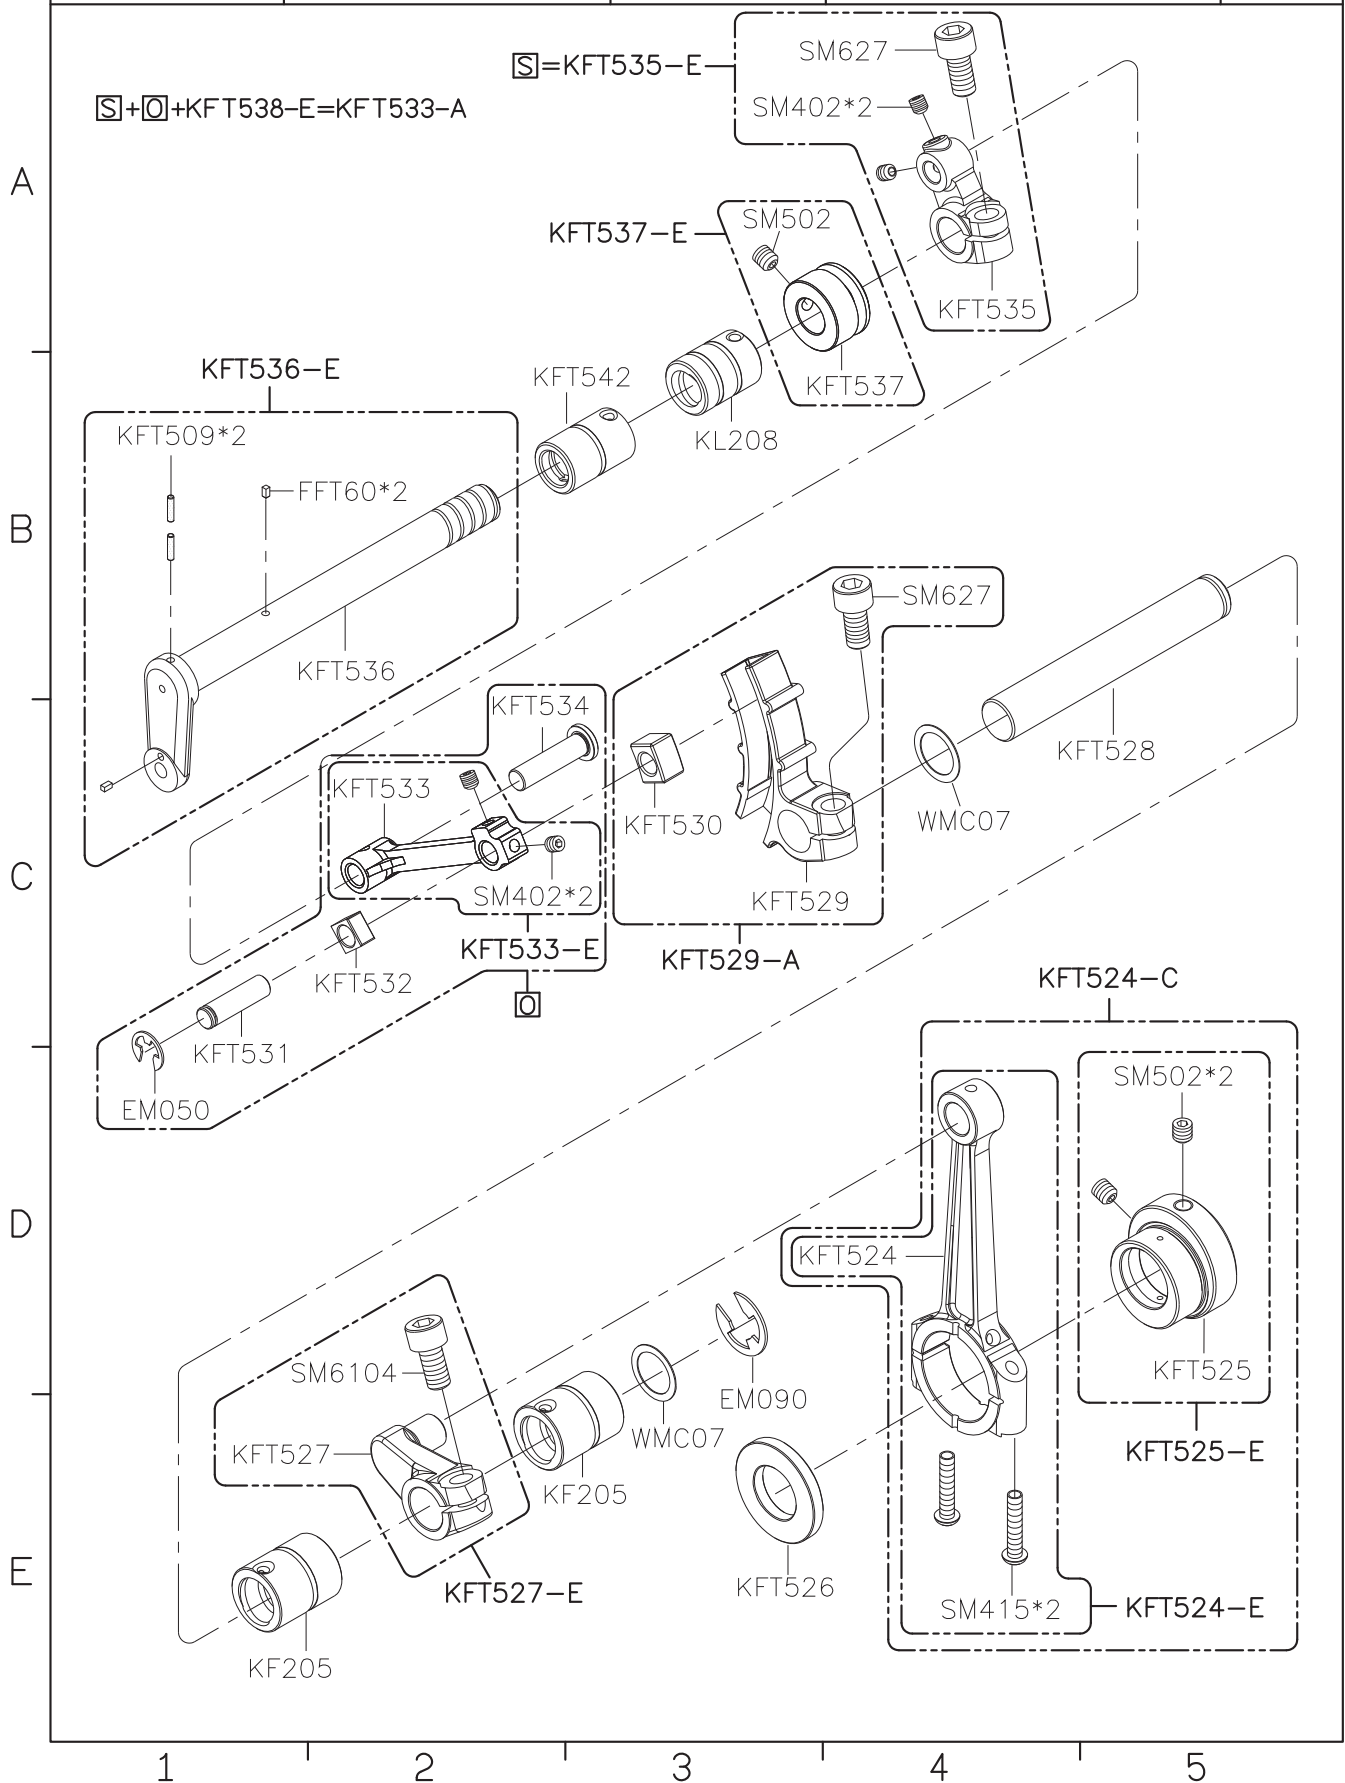 SM627
S=KFT535-E
SM402*2
S+O+KFT538-E=KFT533-A
A
SM502
KFT537-E
KFT535
KFT536-E
KFT542
KFT537
KFT509*2
KL208
FFT60*2
B
SM627
KFT536
KFT534
KFT528
KFT533
KFT530
WMC07
C
SM402*2
KFT529
KFT533-E
KFT529-A
KFT532
KFT524-C
O
KFT531
SM502*2
EM050
D
KFT524
SM6104
KFT525
EM090
WMC07
KFT527
KFT525-E
KF205
E
KFT526
KFT527-E
SM415*2
KFT524-E
KF205
1 2 3 4 5